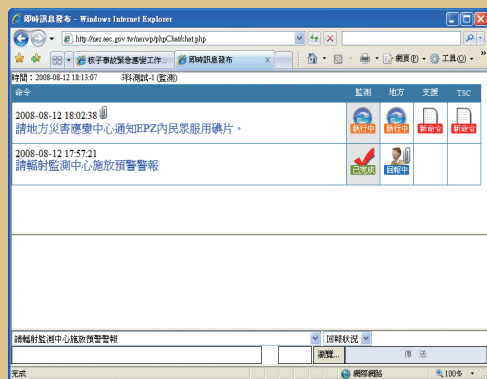 即時訊息發布 - Windows Internet Explorer
http://ner.aec.gov.tw/nervp/phpChat/chat.php
核子事故緊急應變工作... 即時訊息發布 網頁(P) 工具(O)
時間：2008-08-12 18:13:07 3科測試-1 (監測)
命令 監測 地方 支援 TSC
2008-08-12 18:02:38
請地方災害應變中心通知EPZ內民眾服用碘片。
執行中 執行中 新命令 新命令
2008-08-12 17:57:21
請輻射監測中心施放預警警報
已完成 回報中
請輻射監測中心施放預警警報 回報狀況
瀏覽... 傳 送
完成 網際網路 100%